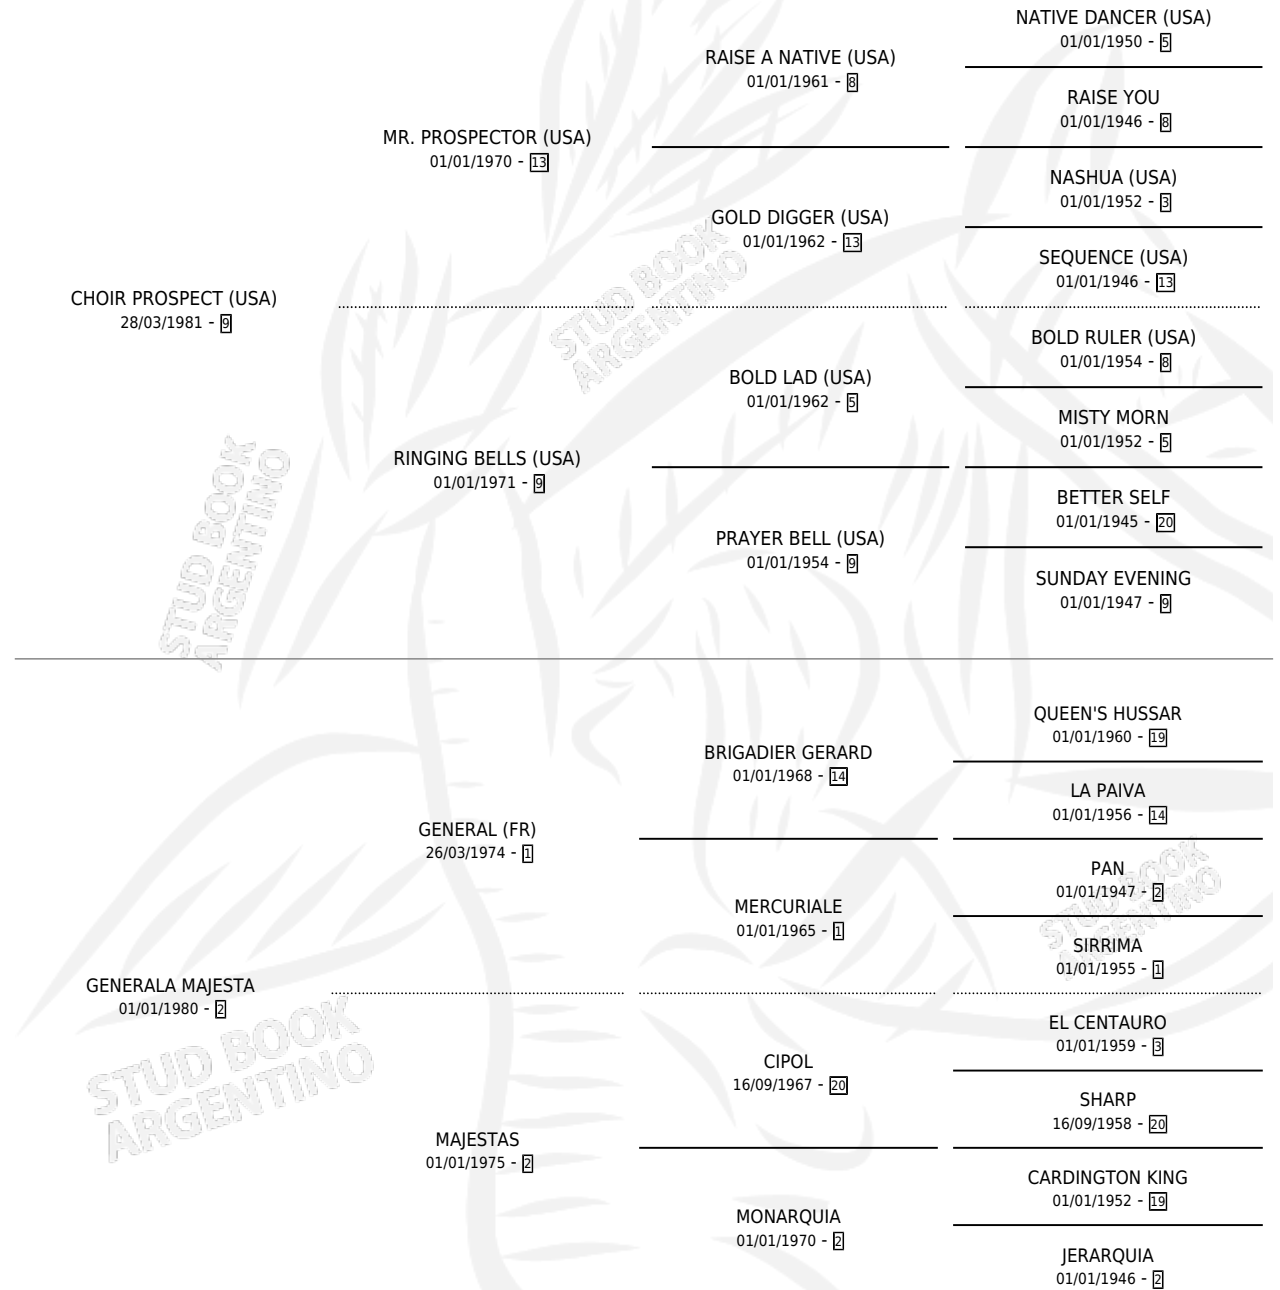 NATIVE DANCER (USA)
01/01/1950 - 5
RAISE A NATIVE (USA)
01/01/1961 - 8
RAISE YOU
01/01/1946 - 8
MR. PROSPECTOR (USA)
01/01/1970 - 13
NASHUA (USA)
01/01/1952 - 3
GOLD DIGGER (USA)
01/01/1962 - 13
SEQUENCE (USA)
01/01/1946 - 13
CHOIR PROSPECT (USA)
28/03/1981 - 9
STUD BOOK
ARGENTINO
BOLD RULER (USA)
01/01/1954 - 8
BOLD LAD (USA)
01/01/1962 - 5
MISTY MORN
01/01/1952 - 5
RINGING BELLS (USA)
01/01/1971 - 9
BETTER SELF
01/01/1945 - 20
PRAYER BELL (USA)
01/01/1954 - 9
SUNDAY EVENING
01/01/1947 - 9
STUD BOOK
ARGENTINO
QUEEN'S HUSSAR
01/01/1960 - 19
BRIGADIER GERARD
01/01/1968 - 14
LA PAIVA
01/01/1956 - 14
GENERAL (FR)
26/03/1974 - 1
PAN
01/01/1947 - 2
MERCURIALE
01/01/1965 - 1
STUD BOOK
ARGENTINO
SIRRIMA
01/01/1955 - 1
GENERALA MAJESTA
01/01/1980 - 2
EL CENTAURO
01/01/1959 - 3
CIPOL
16/09/1967 - 20
STUD BOOK
ARGENTINO
SHARP
16/09/1958 - 20
MAJESTAS
01/01/1975 - 2
CARDINGTON KING
01/01/1952 - 19
MONARQUIA
01/01/1970 - 2
JERARQUIA
01/01/1946 - 2